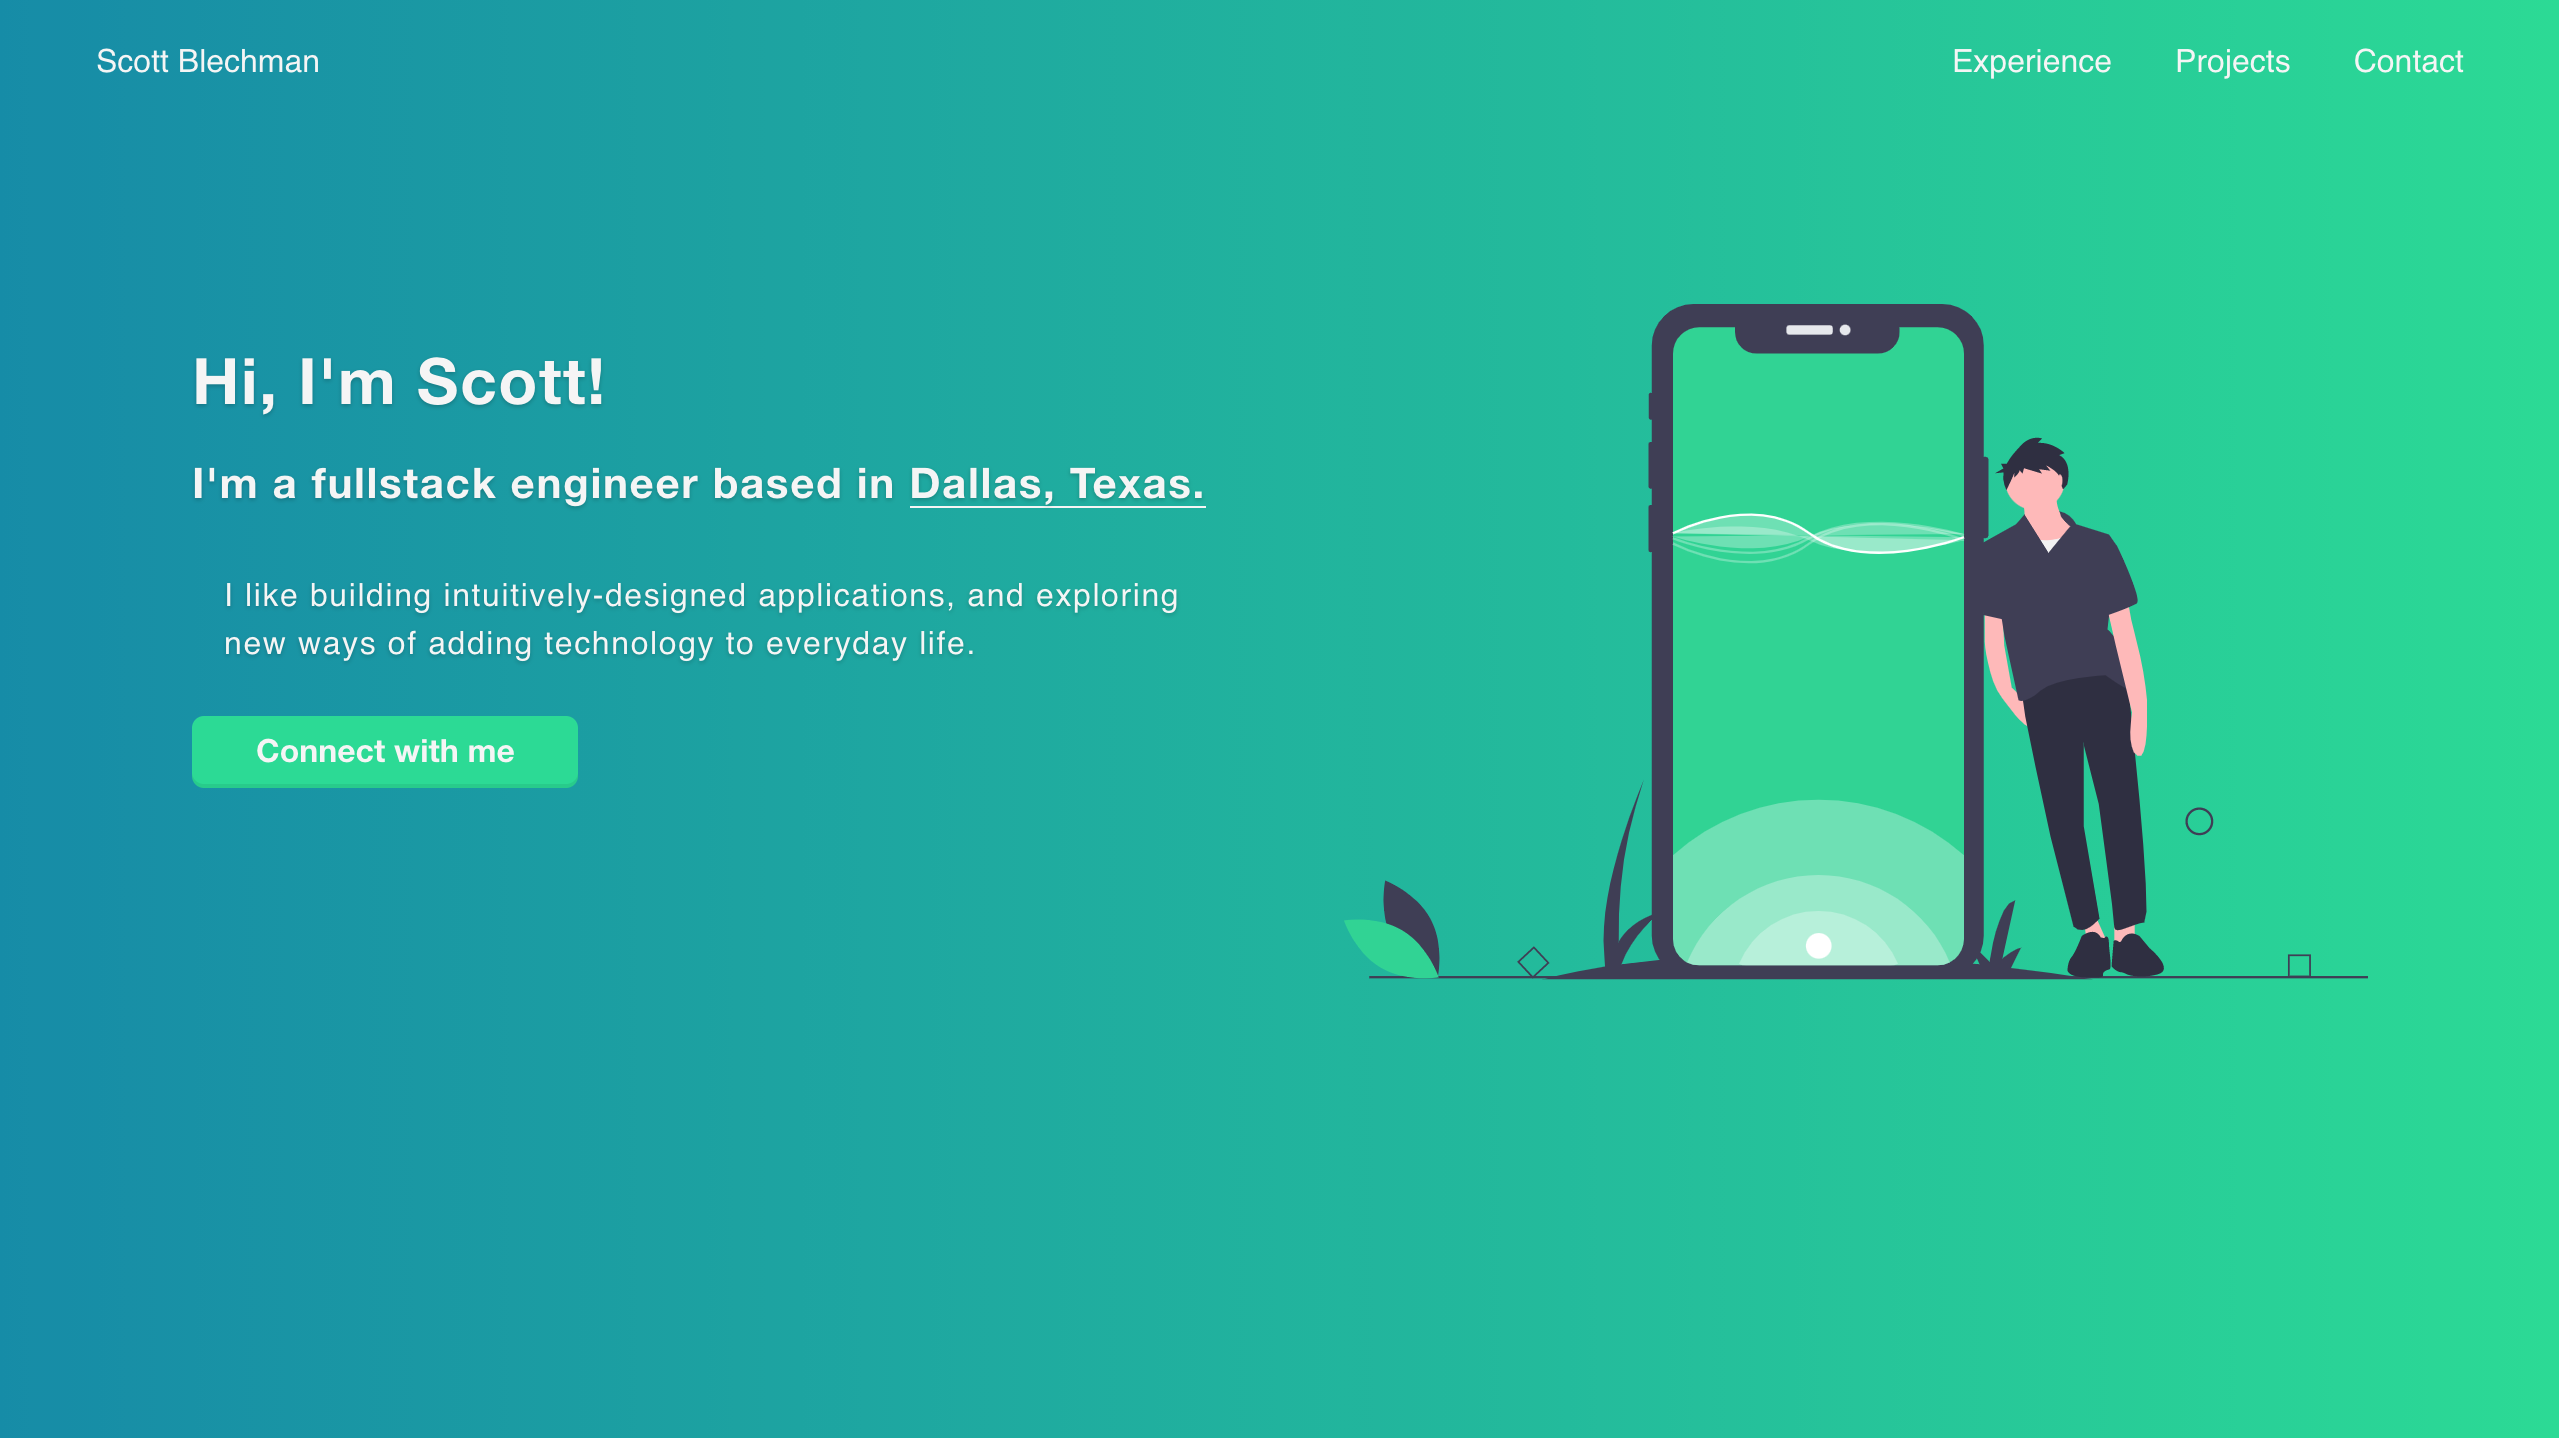 Scott Blechman
Experience
Projects
Contact
Hi, I'm Scott!
I'm a fullstack engineer based in Dallas, Texas.
I like building intuitively-designed applications, and exploring
new ways of adding technology to everyday life.
Connect with me